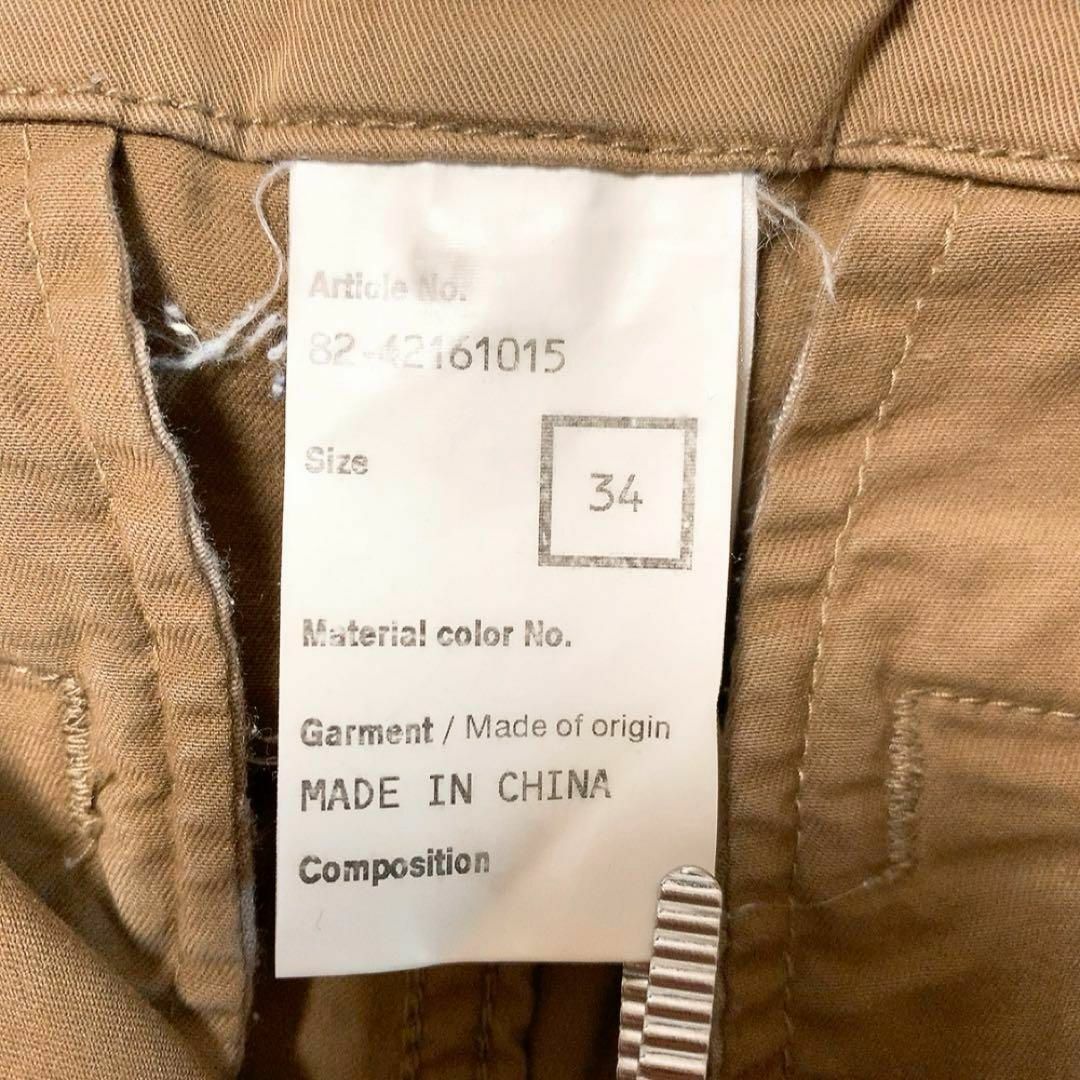 Article No.
82-42161015
Size
34
Material color No.
Garment / Made of origin
MADE IN CHINA
Composition